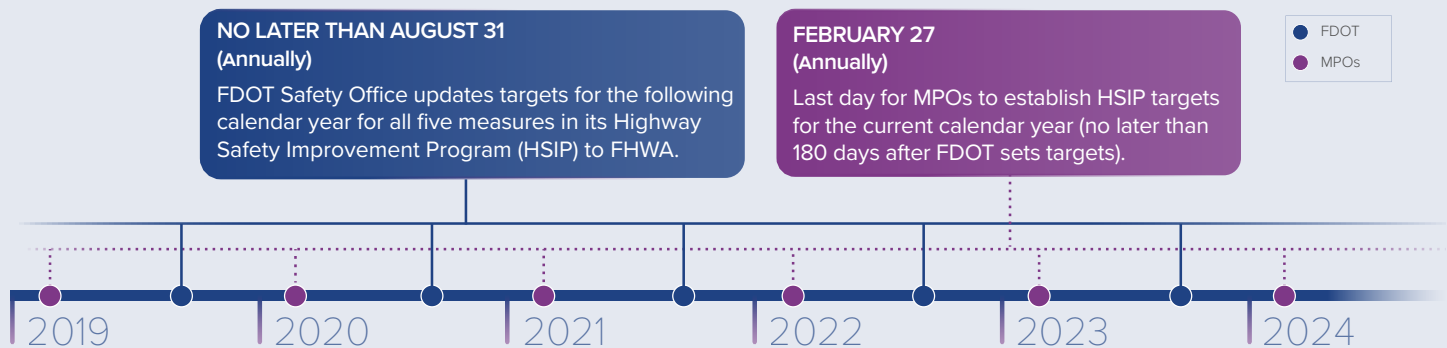 NO LATER THAN AUGUST 31
(Annually)
FDOT Safety Office updates targets for the following
calendar year for all five measures in its Highway
Safety Improvement Program (HSIP) to FHWA.
FEBRUARY 27
(Annually)
Last day for MPOs to establish HSIP targets
for the current calendar year (no later than
180 days after FDOT sets targets).
FDOT
MPOs
2019
2020
2021
2022
2023
2024